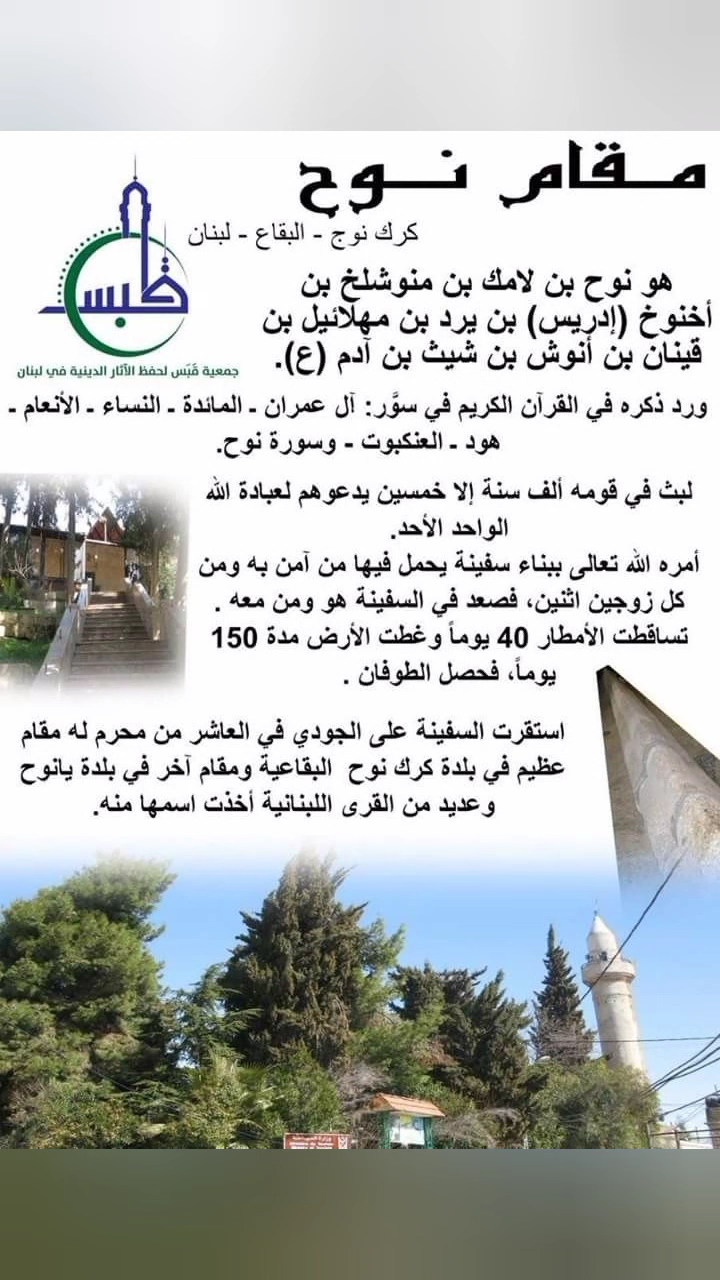 مقام نوح
كرك نوج - البقاع - لبنان
قبس
جمعية قَبَس لحفظ الآثار الدينية في لبنان
هو نوح بن لامك بن منوشلخ بن
أخنوخ (إدريس) بن يرد بن مهلائيل بن
قينان بن أنوش بن شيث بن آدم (ع).
ورد ذكره في القرآن الكريم في سوَّر: آل عمران ـ المائدة ـ النساء ـ الأنعام ـ
هود ـ العنكبوت - وسورة نوح.
لبث في قومه ألف سنة إلا خمسين يدعوهم لعبادة الله
الواحد الأحد.
أمره الله تعالى ببناء سفينة يحمل فيها من آمن به ومن
كل زوجين اثنين، فصعد في السفينة هو ومن معه .
تساقطت الأمطار 40 يوماً وغطت الأرض مدة 150
يوماً، فحصل الطوفان .
استقرت السفينة على الجودي في العاشر من محرم له مقام
عظيم في بلدة كرك نوح البقاعية ومقام آخر في بلدة يانوح
وعديد من القرى اللبنانية أخذت اسمها منه.